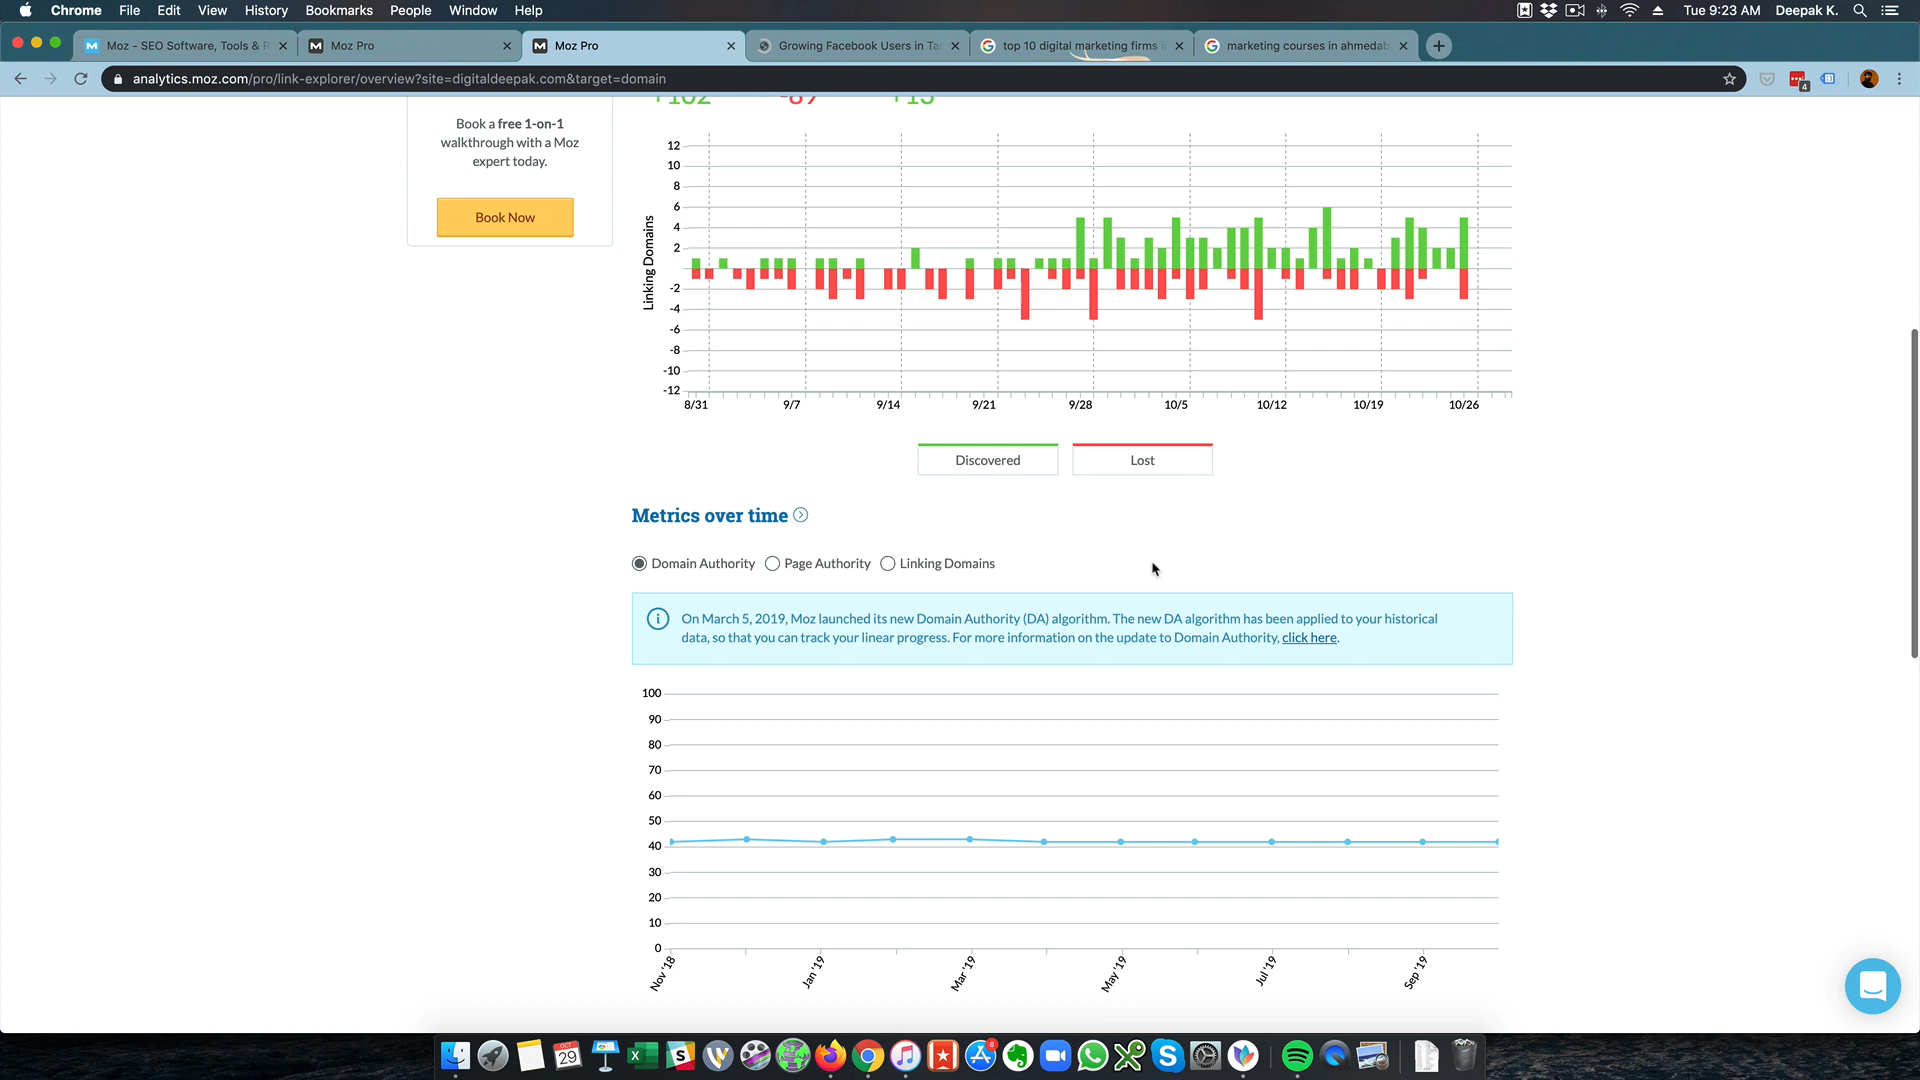 Chrome File Edit View History Bookmarks People Window Help Tue 9:23 AM Deepak K.
Moz - SEO Software, Tools & R Moz Pro Moz Pro Growing Facebook Users in Ta top 10 digital marketing firms i marketing courses in ahmedab
analytics.moz.com/pro/link-explorer/overview?site=digitaldeepak.com&target=domain
4
+102 -89 +13
Book a free 1-on-1
walkthrough with a Moz
expert today.
Book Now
Linking Domains
12
10
8
6
4
2
-2
-4
-6
-8
-10
-12
8/31 9/7 9/14 9/21 9/28 10/5 10/12 10/19 10/26
Discovered Lost
Metrics over time
Domain Authority Page Authority Linking Domains
On March 5, 2019, Moz launched its new Domain Authority (DA) algorithm. The new DA algorithm has been applied to your historical
data, so that you can track your linear progress. For more information on the update to Domain Authority, click here.
100
90
80
70
60
50
40
30
20
10
0
Nov '18 Jan '19 Mar '19 May '19 Jul '19 Sep '19
OCT
29
8